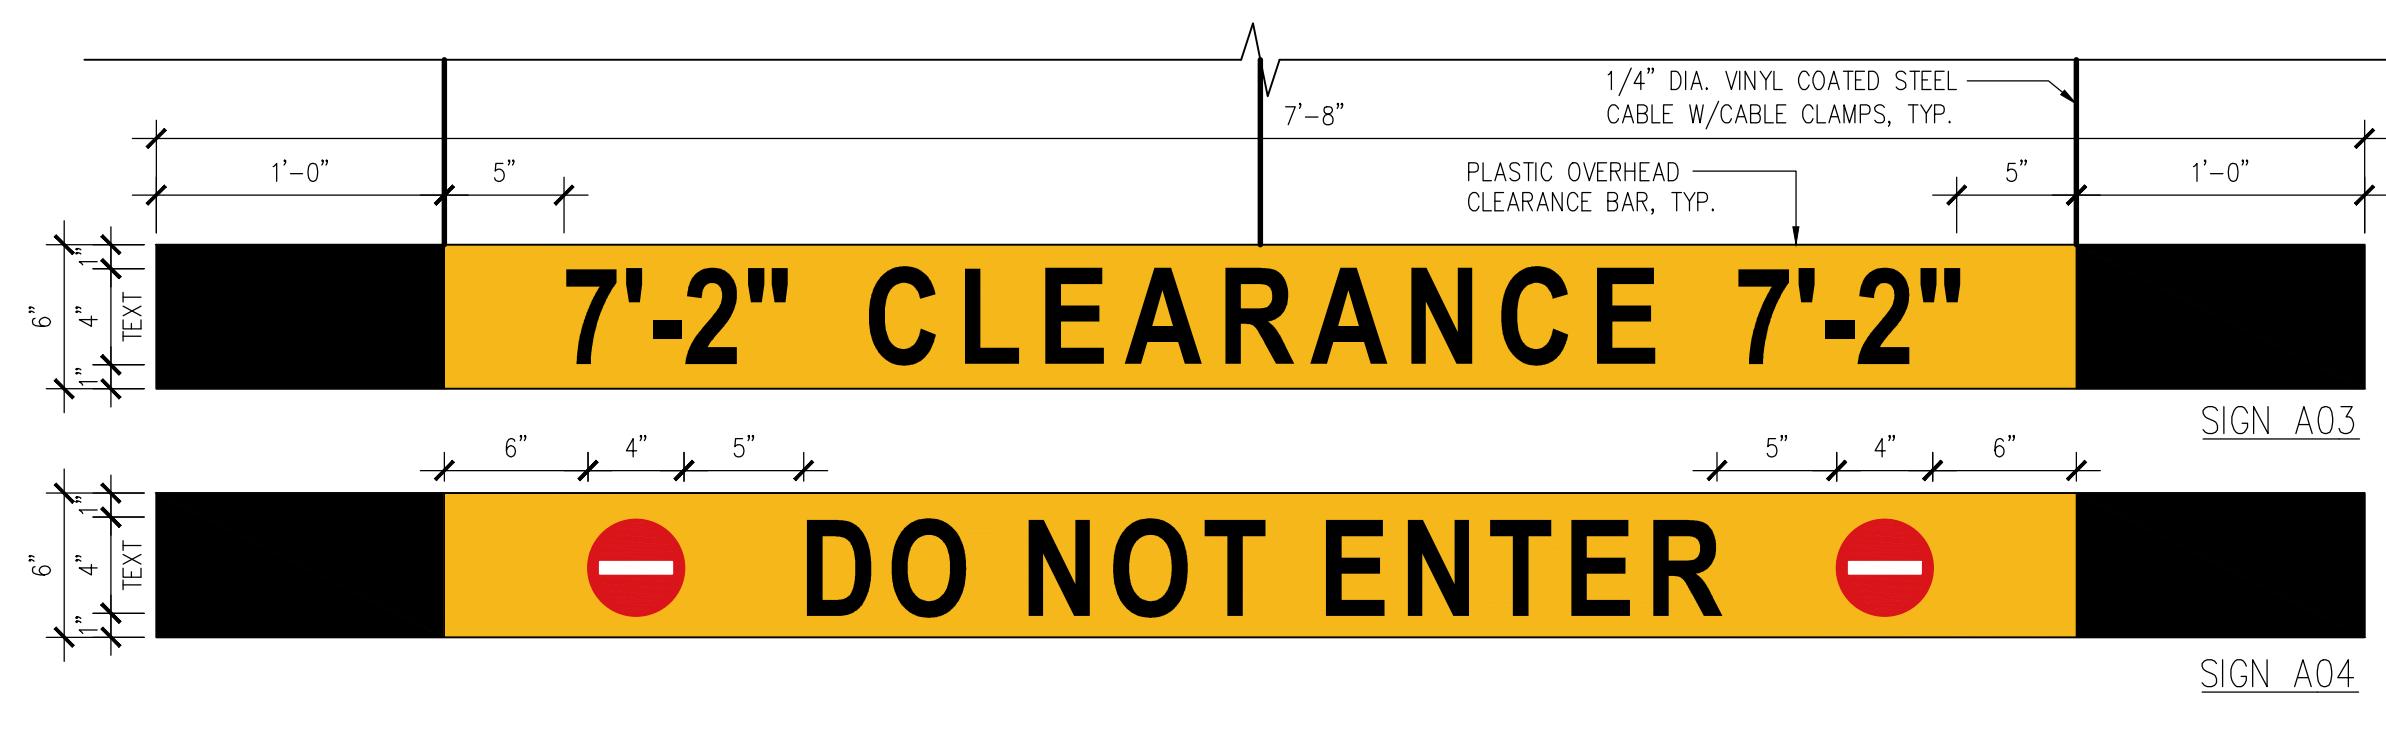 1/4" DIA. VINYL COATED STEEL
CABLE W/CABLE CLAMPS, TYP.
7'-8"
1'-0"
5"
PLASTIC OVERHEAD
CLEARANCE BAR, TYP.
5"
1'-0"
6"
1"
4"
TEXT
1"
7'-2" CLEARANCE 7'-2"
SIGN A03
6"
4"
5"
5"
4"
6"
6"
1"
4"
TEXT
1"
DO NOT ENTER
SIGN A04